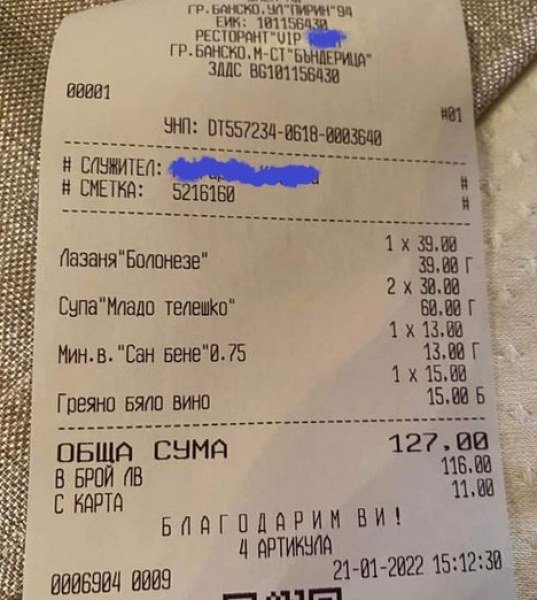 ГР.БАНСКО.УЛ"ПИРИН"94
ЕИК: 101156430
РЕСТОРАНТ"VIP
ГР.БАНСКО.М-СТ"БЪНДЕРИЦА"
ЗДДС BG101156430
00001 #01
УНП: DT557234-0618-0003640
# СЛУЖИТЕЛ: #
# СМЕТКА: 5216160 #
1 x 39.00
Лазаня"Болонезе" 39.00 Г
2 x 30.00
Супа"Младо телешко" 60.00 Г
1 x 13.00
Мин.в."Сан бене"0.75 13.00 Г
1 x 15.00
Греяно бяло вино 15.00 Б
ОБЩА СУМА 127.00
В БРОЙ ЛВ 116.00
С КАРТА 11.00
БЛАГОДАРИМ ВИ!
4 АРТИКУЛА
0006904 0009 21-01-2022 15:12:30